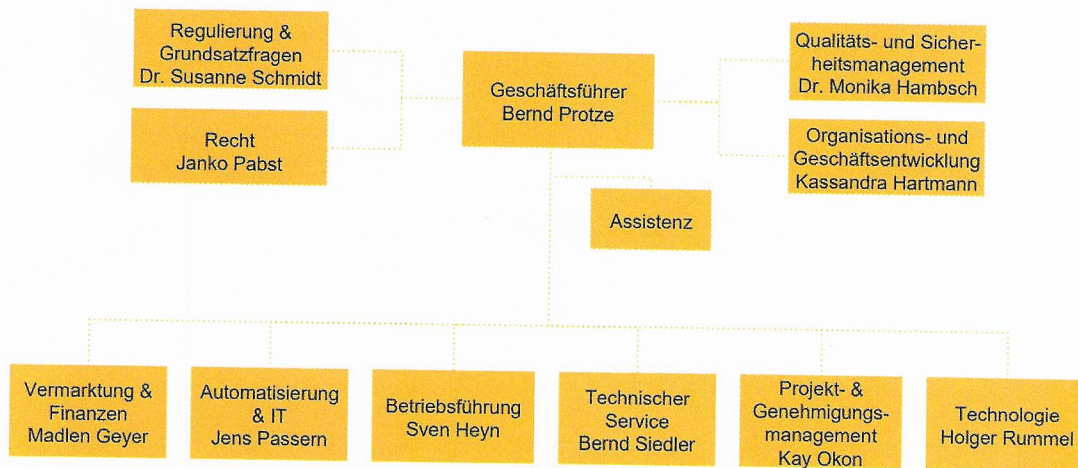 Regulierung &
Grundsatzfragen
Dr. Susanne Schmidt
Recht
Janko Pabst
Geschäftsführer
Bernd Protze
Qualitäts- und Sicher-
heitsmanagement
Dr. Monika Hambsch
Organisations- und
Geschäftsentwicklung
Kassandra Hartmann
Assistenz
Vermarktung &
Finanzen
Madlen Geyer
Automatisierung
& IT
Jens Passern
Betriebsführung
Sven Heyn
Technischer
Service
Bernd Siedler
Projekt- &
Genehmigungs-
management
Kay Okon
Technologie
Holger Rummel